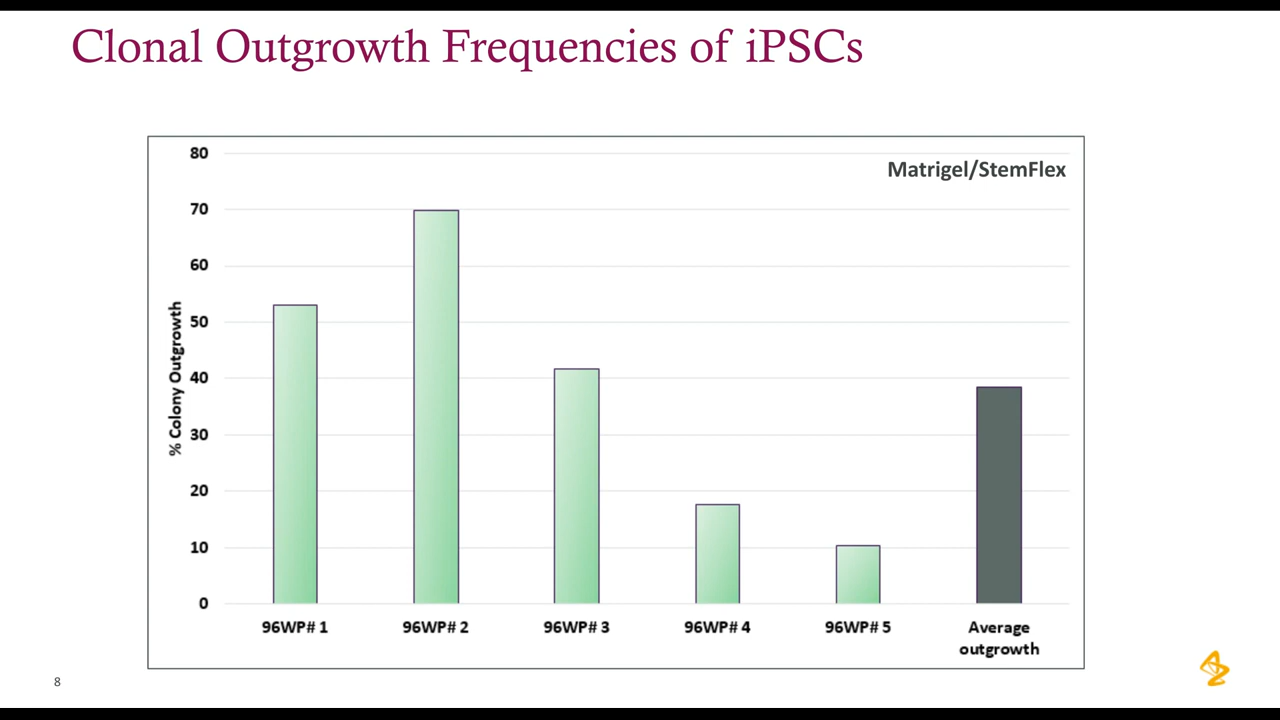 Clonal Outgrowth Frequencies of iPSCs
Matrigel/StemFlex
80
70
60
50
40
30
20
10
0
% Colony Outgrowth
96WP# 1
96WP# 2
96WP# 3
96WP# 4
96WP# 5
Average
outgrowth
8